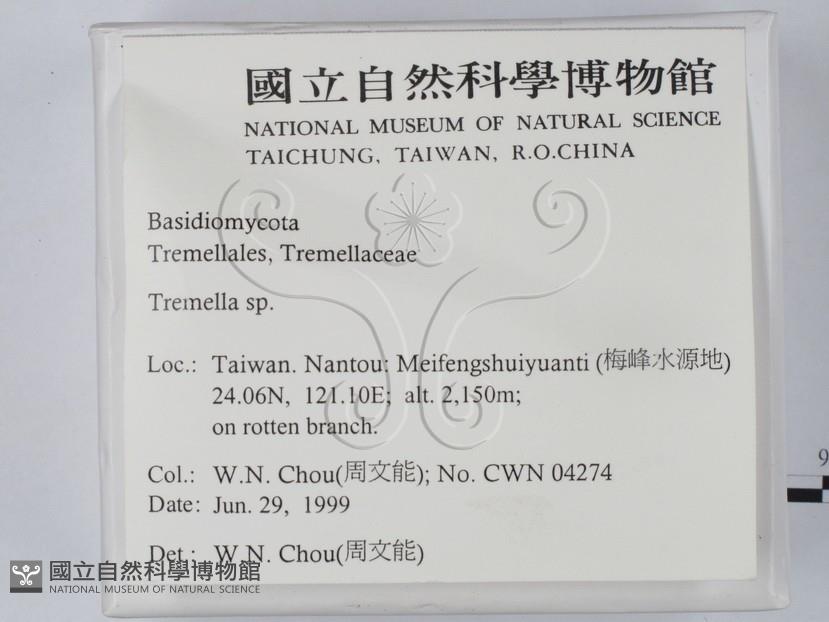 國立自然科學博物館
NATIONAL MUSEUM OF NATURAL SCIENCE
TAICHUNG, TAIWAN, R.O.CHINA
Basidiomycota
Tremellales, Tremellaceae
Tremella sp.
Loc.: Taiwan. Nantou: Meifengshuiyuanti (梅峰水源地)
24.06N, 121.10E; alt. 2,150m;
on rotten branch.
Col.: W.N. Chou(周文能); No. CWN 04274
Date: Jun. 29, 1999
Det.: W.N. Chou(周文能)
國立自然科學博物館
NATIONAL MUSEUM OF NATURAL SCIENCE
9